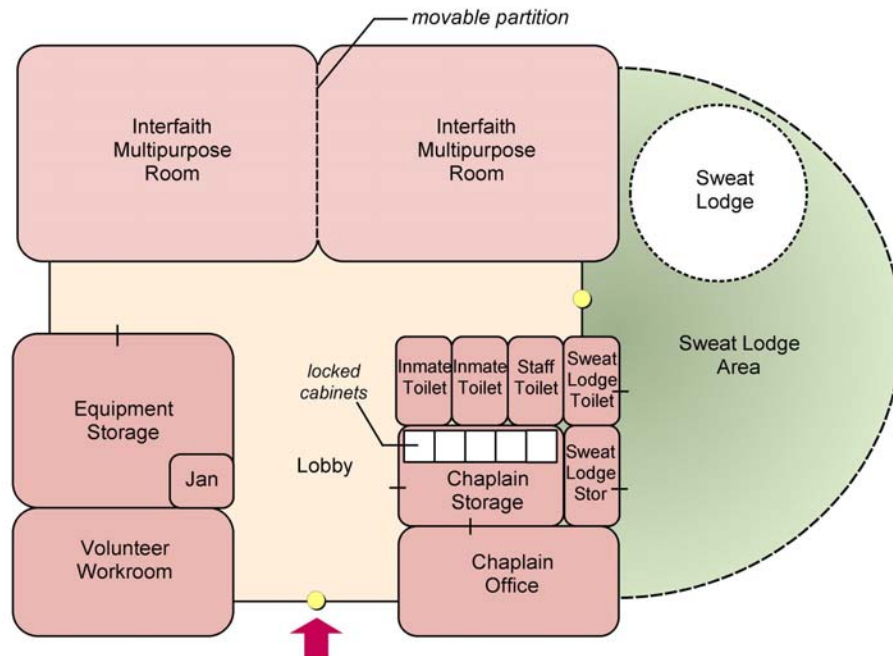 movable partition
Interfaith
Multipurpose
Room
Interfaith
Multipurpose
Room
Sweat
Lodge
Sweat Lodge
Area
Inmate
Toilet
Inmate
Toilet
Staff
Toilet
Sweat
Lodge
Toilet
locked
cabinets
Equipment
Storage
Jan
Lobby
Chaplain
Storage
Sweat
Lodge
Stor
Volunteer
Workroom
Chaplain
Office